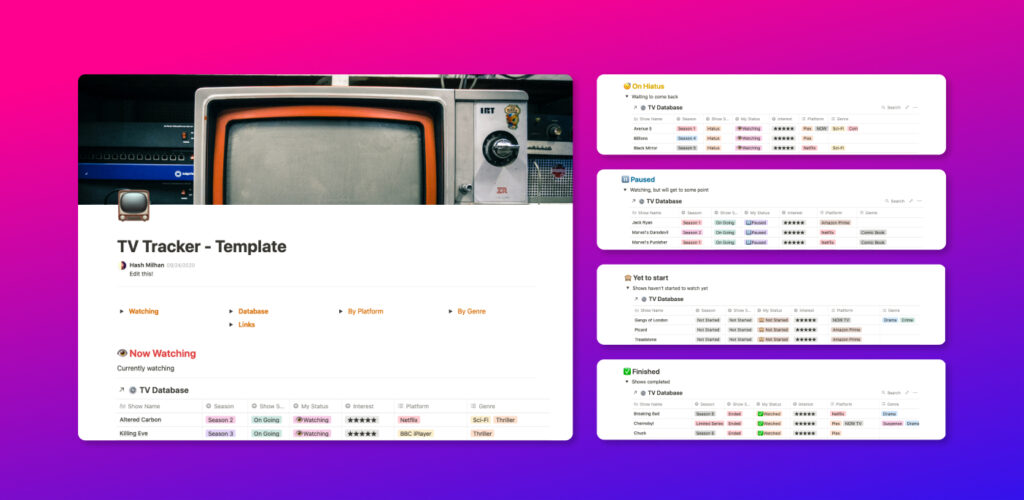 IRT
TV Tracker - Template
Hash Milhan 09/24/2020
Edit this!
Watching Database By Platform By Genre
Links
Now Watching
Currently watching
TV Database
Show Name Season Show S... My Status Interest Platform Genre
Altered Carbon Season 2 On Going Watching ★★★★★ Netflix Sci-Fi Thriller
Killing Eve Season 3 On Going Watching ★★★★★ BBC iPlayer Thriller
On Hiatus
Waiting to come back
TV Database Search
Show Name Season Show S... My Status Interest Platform Genre
Avenue 5 Season 1 Hiatus Watching ★★★★★ Plex NOW Sci-Fi Com
Billions Season 4 Hiatus Watching ★★★★★ Plex
Black Mirror Season 5 Hiatus Watching ★★★★★ Netflix Sci-Fi
Paused
Watching, but will get to some point
TV Database Search
Show Name Season Show S... My Status Interest Platform Genre
Jack Ryan Season 1 On Going Paused ★★★★★ Amazon Prime
Marvel's Daredevil Season 2 On Going Paused ★★★★★ Netflix Comic Book
Marvel's Punisher Season 1 On Going Paused ★★★★★ Netflix Comic Book
Yet to start
Shows haven't started to watch yet
TV Database
Show Name Season Show S... My Status Interest Platform Genre
Gangs of London Not Started Not Started Not Started ★★★★★ NOW TV Drama Crime
Picard Not Started Not Started Not Started ★★★★★ Amazon Prime
Treadstone Not Started Not Started Not Started ★★★★★ Amazon Prime
Finished
Shows completed
TV Database Search
Show Name Season Show S... My Status Interest Platform Genre
Breaking Bad Ended Watched ★★★★★ Netflix Drama
Chernobyl Limited Series Ended Watched ★★★★★ Plex NOW TV Suspense Drama
Chuck Ended Watched ★★★★★ Plex